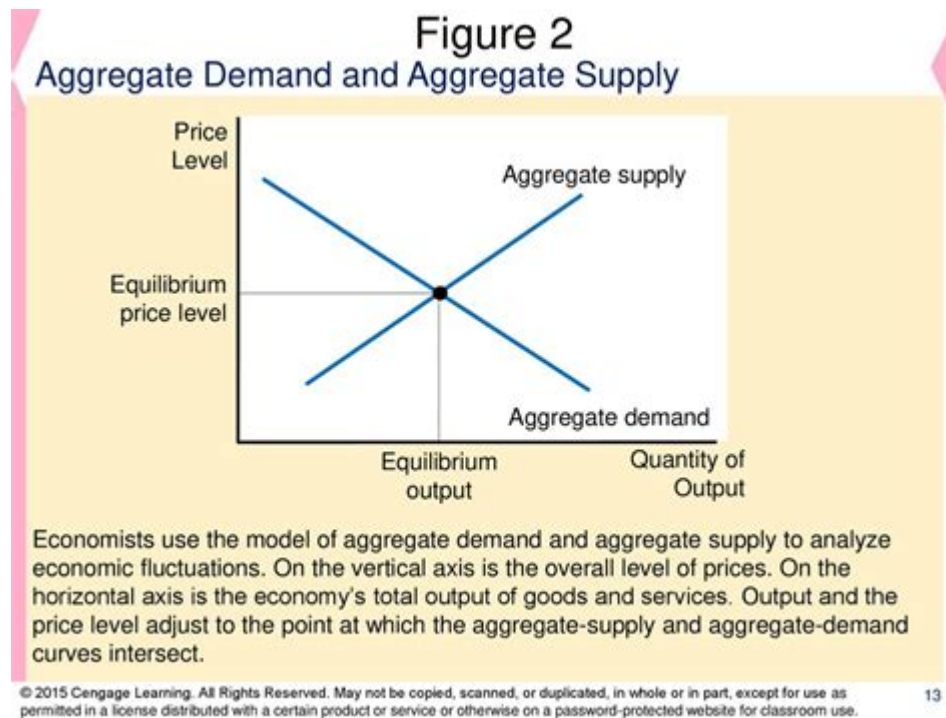 Figure 2
Aggregate Demand and Aggregate Supply
Price
Level
Aggregate supply
Equilibrium
price level
Aggregate demand
Equilibrium
output
Quantity of
Output
Economists use the model of aggregate demand and aggregate supply to analyze
economic fluctuations. On the vertical axis is the overall level of prices. On the
horizontal axis is the economy’s total output of goods and services. Output and the
price level adjust to the point at which the aggregate-supply and aggregate-demand
curves intersect.
© 2015 Cengage Learning. All Rights Reserved. May not be copied, scanned, or duplicated, in whole or in part, except for use as
permitted in a license distributed with a certain product or service or otherwise on a password-protected website for classroom use.
13